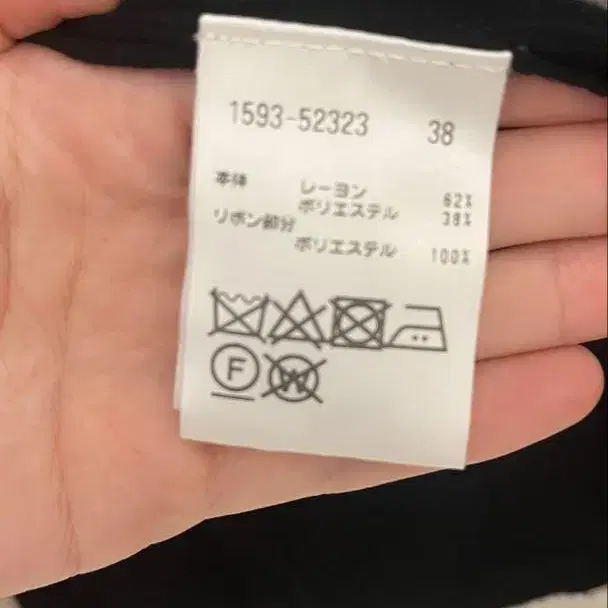 1593-52323 38
本体 レーヨン 62%
ポリエステル 38%
リボン部分
ポリエステル 100%
F W